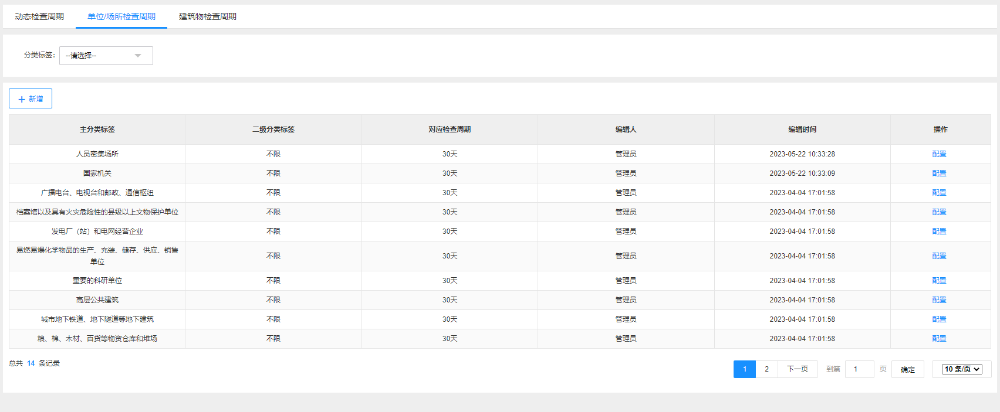 动态检查周期 单位/场所检查周期 建筑物检查周期
分类标签: --请选择--
+ 新增
主分类标签 二级分类标签 对应检查周期 编辑人 编辑时间 操作
人员密集场所 不限 30天 管理员 2023-05-22 10:33:28 配置
国家机关 不限 30天 管理员 2023-05-22 10:33:09 配置
广播电台、电视台和邮政、通信枢纽 不限 30天 管理员 2023-04-04 17:01:58 配置
档案馆以及具有火灾危险性的县级以上文物保护单位 不限 30天 管理员 2023-04-04 17:01:58 配置
发电厂（站）和电网经营企业 不限 30天 管理员 2023-04-04 17:01:58 配置
易燃易爆化学物品的生产、充装、储存、供应、销售
单位 不限 30天 管理员 2023-04-04 17:01:58 配置
重要的科研单位 不限 30天 管理员 2023-04-04 17:01:58 配置
高层公共建筑 不限 30天 管理员 2023-04-04 17:01:58 配置
城市地下铁道、地下隧道等地下建筑 不限 30天 管理员 2023-04-04 17:01:58 配置
粮、棉、木材、百货等物资仓库和堆场 不限 30天 管理员 2023-04-04 17:01:58 配置
总共 14 条记录
1 2 下一页 到第 1 页 确定 10 条/页